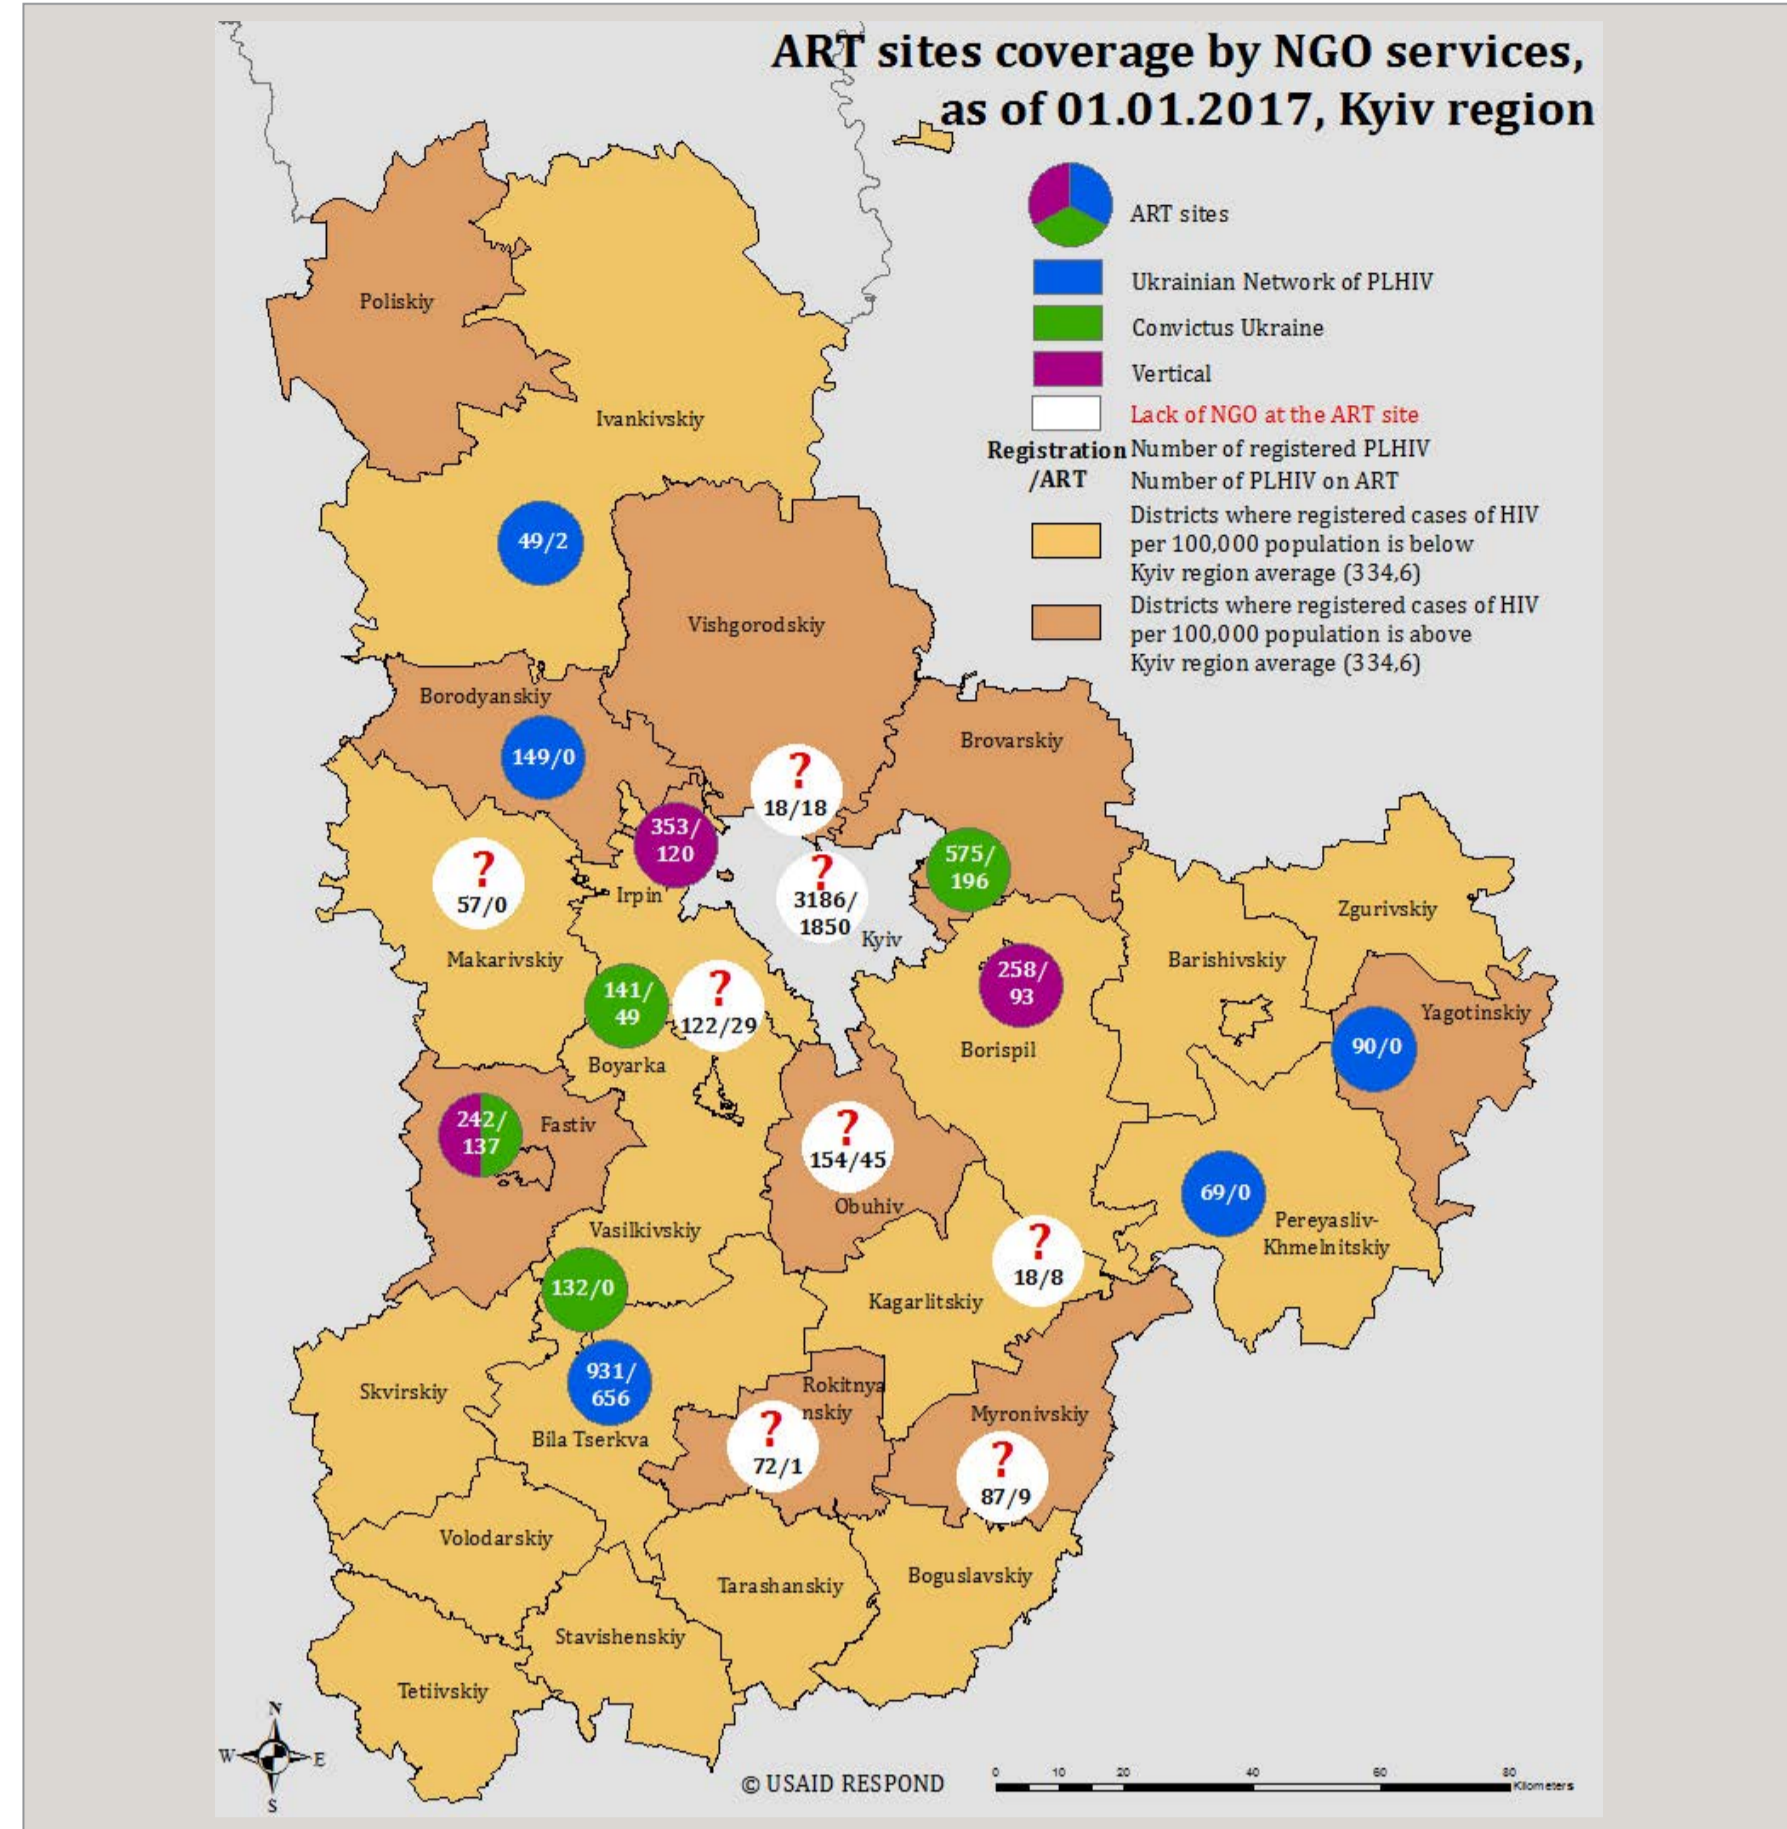 ART sites coverage by NGO services,
as of 01.01.2017, Kyiv region
ART sites
Ukrainian Network of PLHIV
Convictus Ukraine
Vertical
Lack of NGO at the ART site
Registration
/ART
Number of registered PLHIV
Number of PLHIV on ART
Districts where registered cases of HIV
per 100,000 population is below
Kyiv region average (334,6)
Districts where registered cases of HIV
per 100,000 population is above
Kyiv region average (334,6)
Poliskiy
Ivankivskiy
49/2
Vishgorodskiy
Borodyanskiy
149/0
Brovarskiy
?
18/18
353/
120
575/
196
?
57/0
?
3186/
1850
Irpin
Kyiv
Zgurivskiy
Makarivskiy
Barishivskiy
258/
93
141/
49
?
122/29
Yagotinskiy
90/0
Borispil
Boyarka
242/
137
Fastiv
?
154/45
Obuhiv
69/0
Pereyasliv-
Khmelnitskiy
Vasilkivskiy
?
18/8
132/0
Kagarlitskiy
931/
656
Skvirskiy
Rokitnya
nskiy
Myronivskiy
Bila Tserkva
?
72/1
?
87/9
Volodarskiy
Tarashanskiy
Boguslavskiy
Stavishenskiy
Tetiivskiy
N
W
E
S
© USAID RESPOND
0 10 20 40 60 80
Kilometers